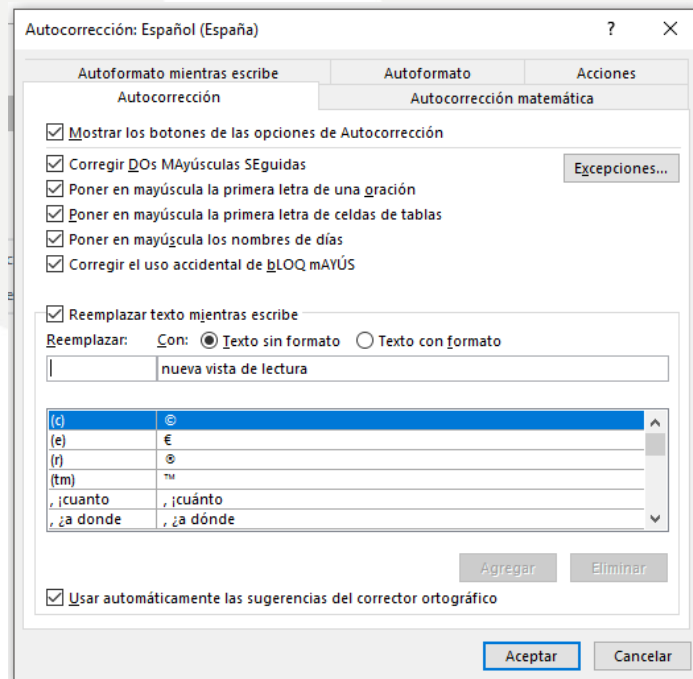 Autocorrección: Español (España) ? ×
Autoformato mientras escribe Autoformato Acciones
Autocorrección Autocorrección matemática
Mostrar los botones de las opciones de Autocorrección
Corregir DOs MAyúsculas SEguidas Excepciones...
Poner en mayúscula la primera letra de una oración
Poner en mayúscula la primera letra de celdas de tablas
Poner en mayúscula los nombres de días
Corregir el uso accidental de bLOQ mAYÚS
Reemplazar texto mientras escribe
Reemplazar: Con: Texto sin formato Texto con formato
nueva vista de lectura
(c) ©
(e) €
(r) ®
(tm) ™
, ¡cuanto , ¡cuánto
, ¿a donde , ¿a dónde
Agregar Eliminar
Usar automáticamente las sugerencias del corrector ortográfico
Aceptar Cancelar